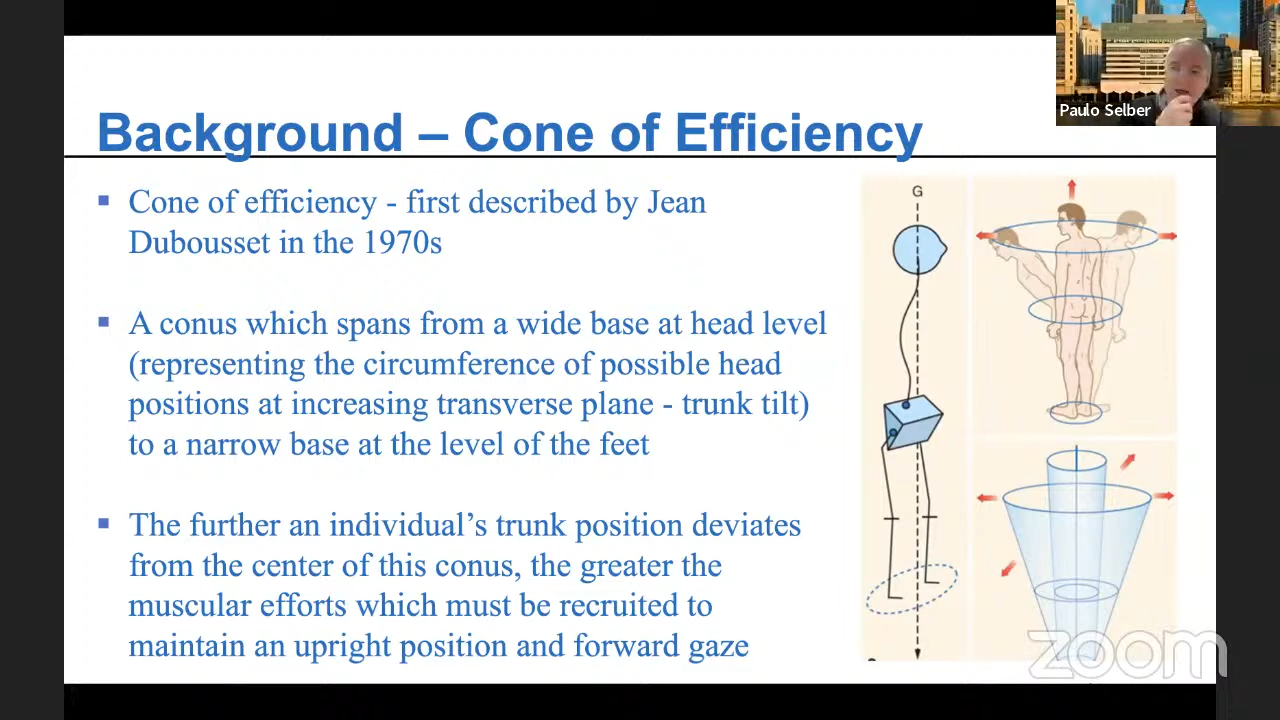 Paulo Selber
Background – Cone of Efficiency
▪ Cone of efficiency - first described by Jean
Dubousset in the 1970s
▪ A conus which spans from a wide base at head level
(representing the circumference of possible head
positions at increasing transverse plane - trunk tilt)
to a narrow base at the level of the feet
▪ The further an individual’s trunk position deviates
from the center of this conus, the greater the
muscular efforts which must be recruited to
maintain an upright position and forward gaze
G
zoom